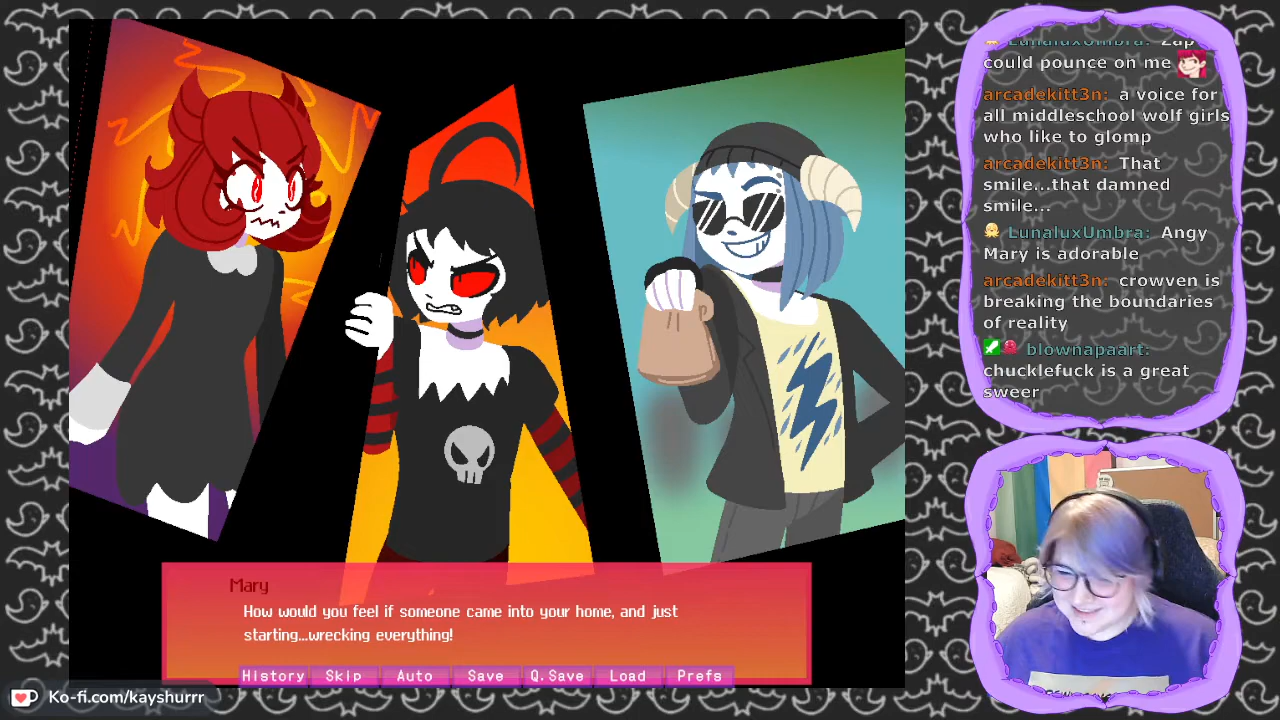 Mary
How would you feel if someone came into your home, and just
starting...wrecking everything!
History Skip Auto Save Q.Save Load Prefs
Ko-fi.com/kayshurrr
LunaluxUmbra: Zap
could pounce on me
arcadekitt3n: a voice for
all middleschool wolf girls
who like to glomp
arcadekitt3n: That
smile...that damned
smile...
LunaluxUmbra: Angy
Mary is adorable
arcadekitt3n: crowven is
breaking the boundaries
of reality
blownapaart:
chucklefuck is a great
sweer